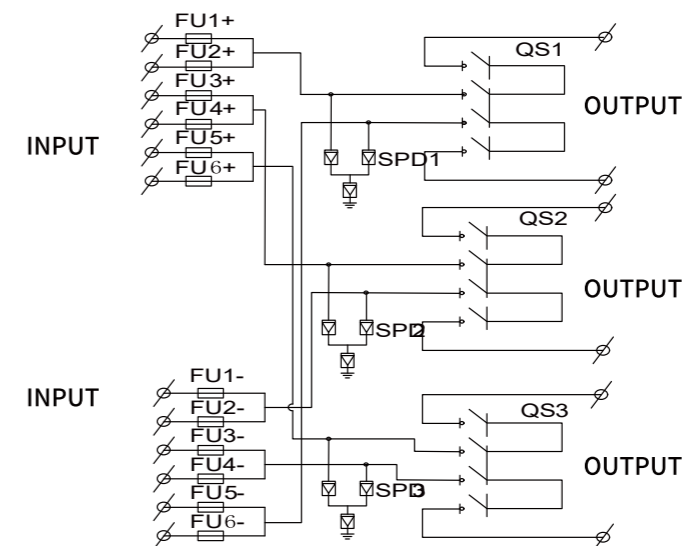 FU1+
FU2+
FU3+
FU4+
FU5+
FU6+
INPUT
QS1
OUTPUT
SPD1
QS2
OUTPUT
SPD2
INPUT
FU1-
FU2-
FU3-
FU4-
FU5-
FU6-
QS3
OUTPUT
SPD3